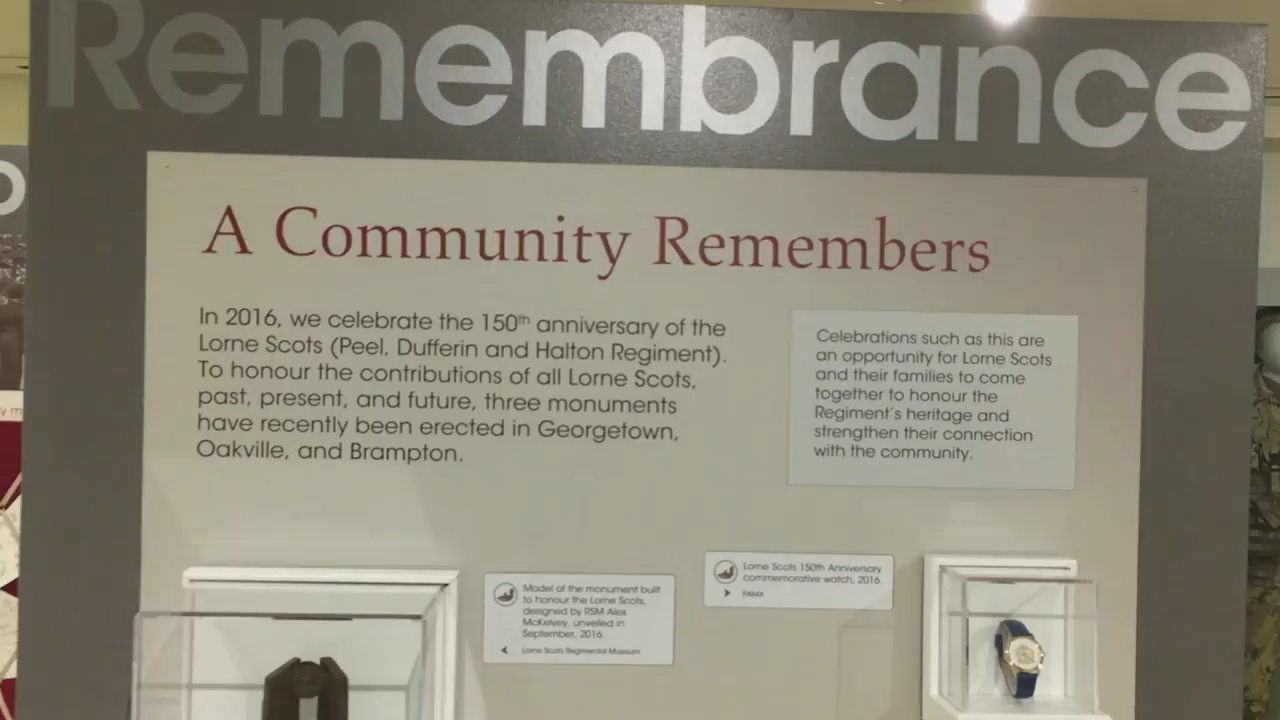 Remembrance
A Community Remembers
In 2016, we celebrate the 150th anniversary of the
Lorne Scots (Peel, Dufferin and Halton Regiment).
To honour the contributions of all Lorne Scots,
past, present, and future, three monuments
have recently been erected in Georgetown,
Oakville, and Brampton.
Celebrations such as this are
an opportunity for Lorne Scots
and their families to come
together to honour the
Regiment's heritage and
strengthen their connection
with the community.
Model of the monument built
to honour the Lorne Scots,
designed by RSM Alex
McKelvey, unveiled in
September, 2016.
Lorne Scots Regimental Museum
Lorne Scots 150th Anniversary
commemorative watch, 2016.
PAMA